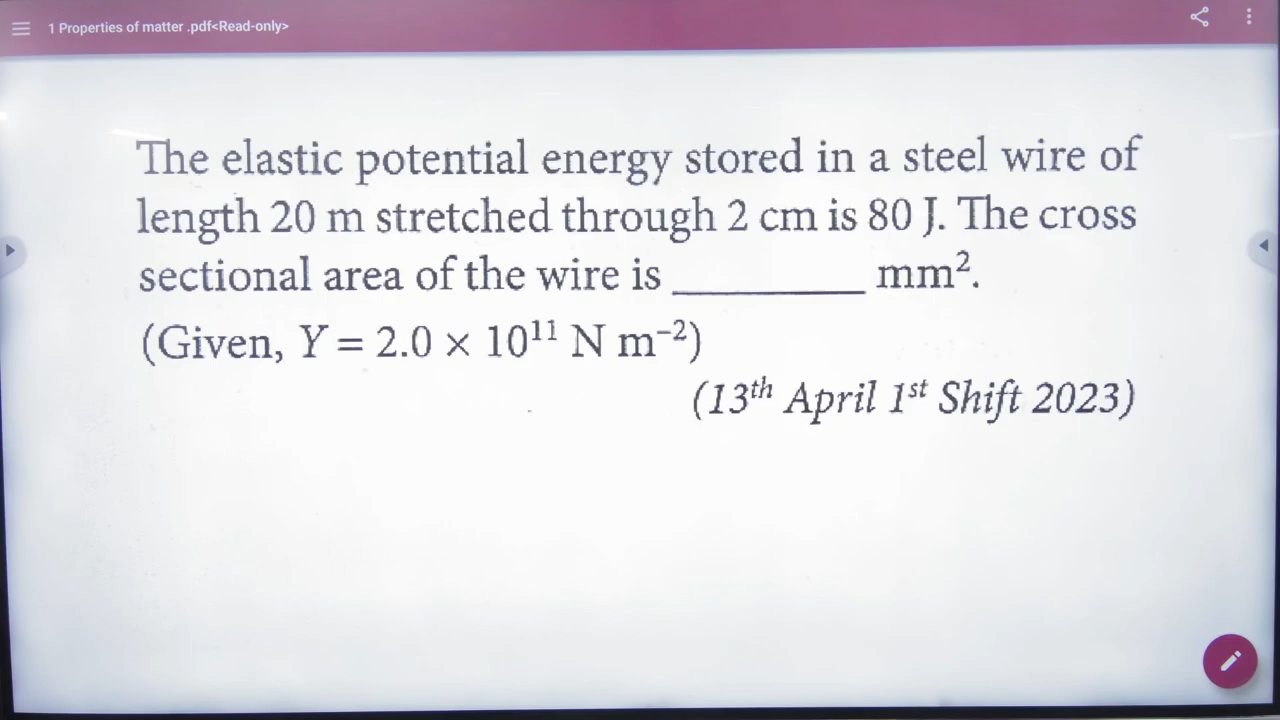 1 Properties of matter .pdf<Read-only>
The elastic potential energy stored in a steel wire of
length 20 m stretched through 2 cm is 80 J. The cross
sectional area of the wire is ________ mm².
(Given, Y = 2.0 × 10¹¹ N m⁻²)
(13ᵗʰ April 1ˢᵗ Shift 2023)